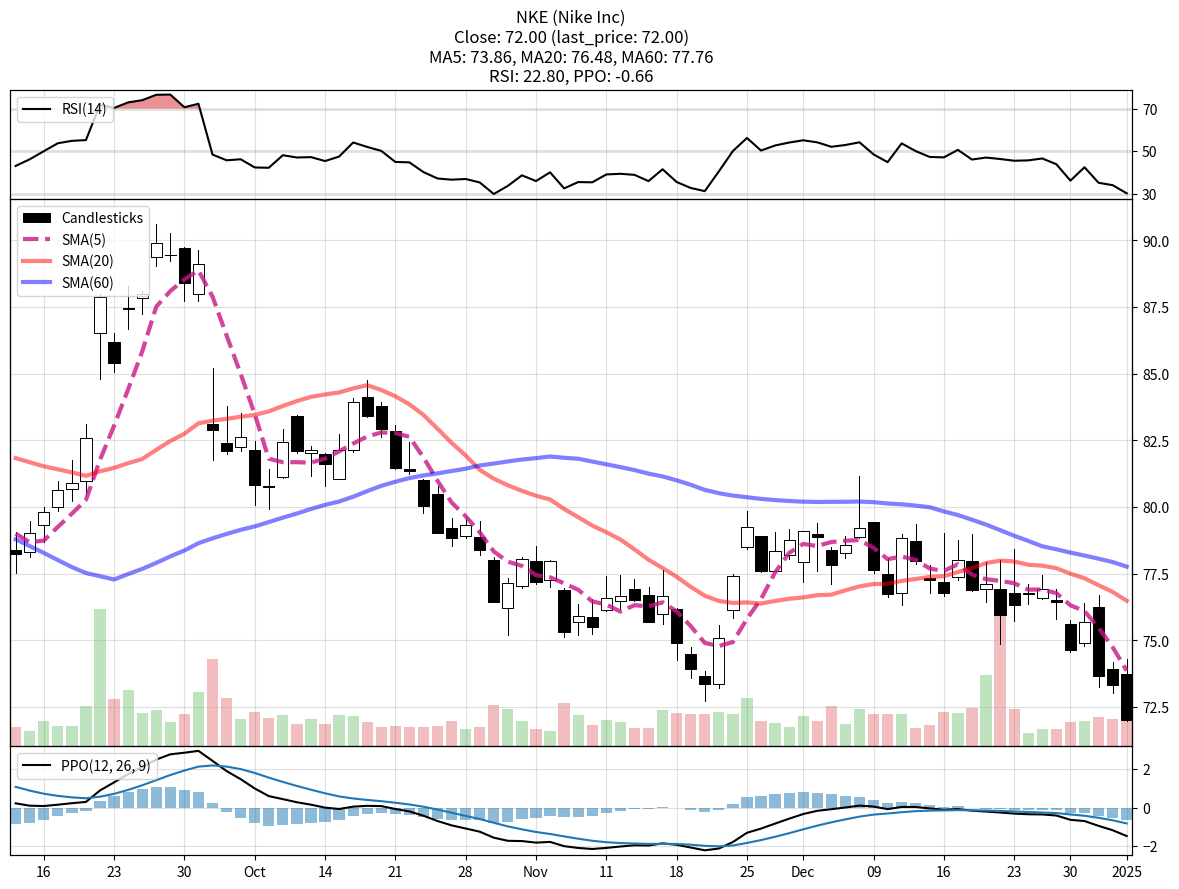 NKE (Nike Inc)
Close: 72.00 (last_price: 72.00)
MA5: 73.86, MA20: 76.48, MA60: 77.76
RSI: 22.80, PPO: -0.66
RSI(14)
70
50
30
Candlesticks
SMA(5)
SMA(20)
SMA(60)
90.0
87.5
85.0
82.5
80.0
77.5
75.0
72.5
PPO(12, 26, 9)
2
0
−2
16 23 30 Oct 14 21 28 Nov 11 18 25 Dec 09 16 23 30 2025